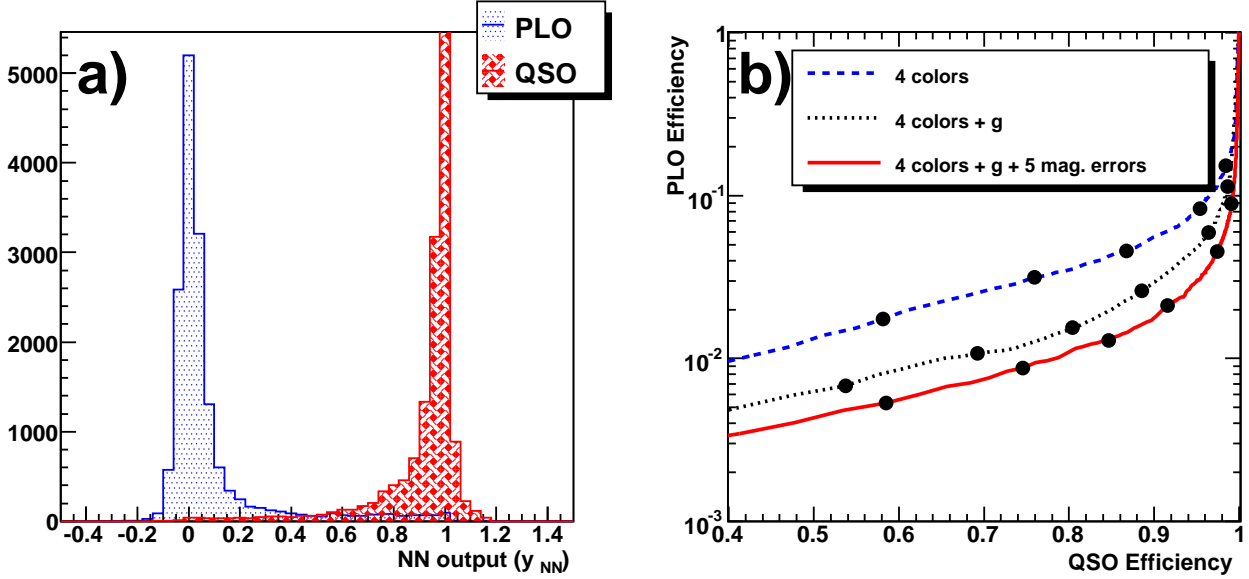 a)
PLO
QSO
5000
4000
3000
2000
1000
0
-0.4 -0.2 0 0.2 0.4 0.6 0.8 1 1.2 1.4
NN output (y NN)
b)
4 colors
4 colors + g
4 colors + g + 5 mag. errors
PLO Efficiency
1
10-1
10-2
10-3
0.4 0.5 0.6 0.7 0.8 0.9 1
QSO Efficiency